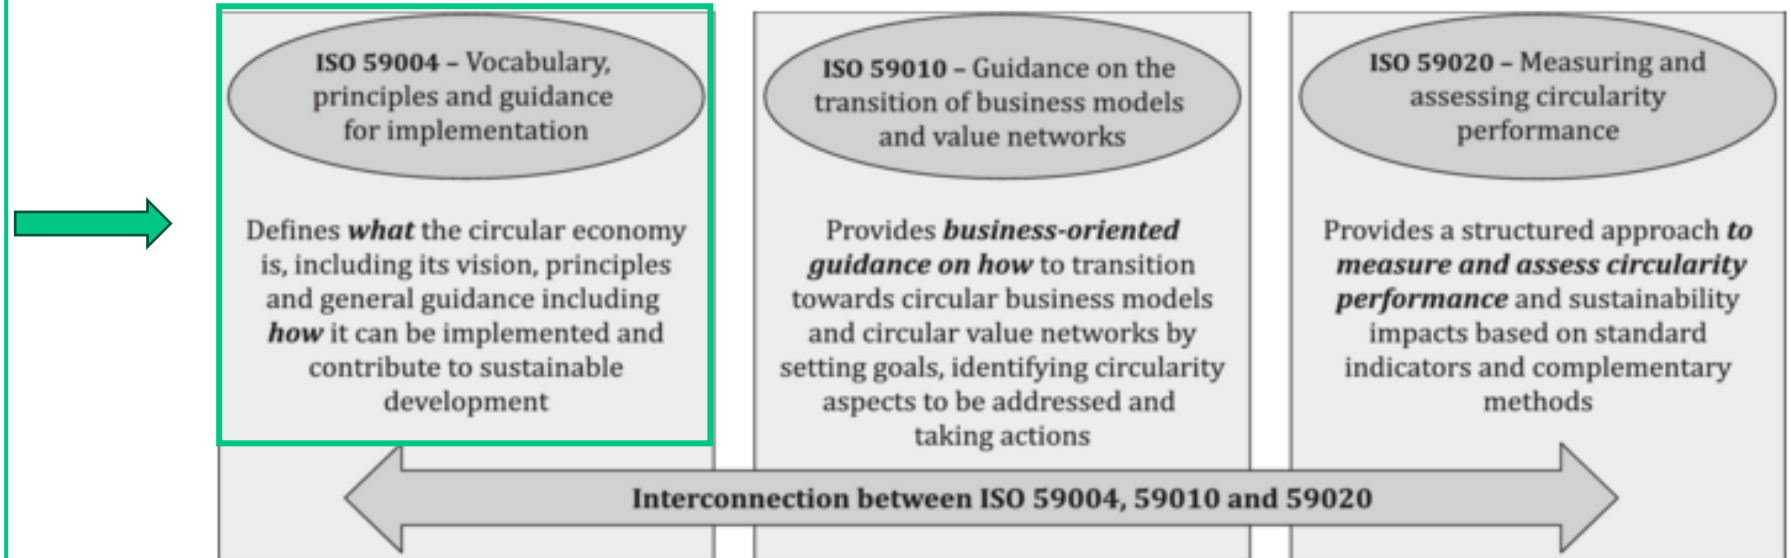 ISO 59004 – Vocabulary,
principles and guidance
for implementation
Defines what the circular economy
is, including its vision, principles
and general guidance including
how it can be implemented and
contribute to sustainable
development
ISO 59010 – Guidance on the
transition of business models
and value networks
Provides business-oriented
guidance on how to transition
towards circular business models
and circular value networks by
setting goals, identifying circularity
aspects to be addressed and
taking actions
ISO 59020 – Measuring and
assessing circularity
performance
Provides a structured approach to
measure and assess circularity
performance and sustainability
impacts based on standard
indicators and complementary
methods
Interconnection between ISO 59004, 59010 and 59020